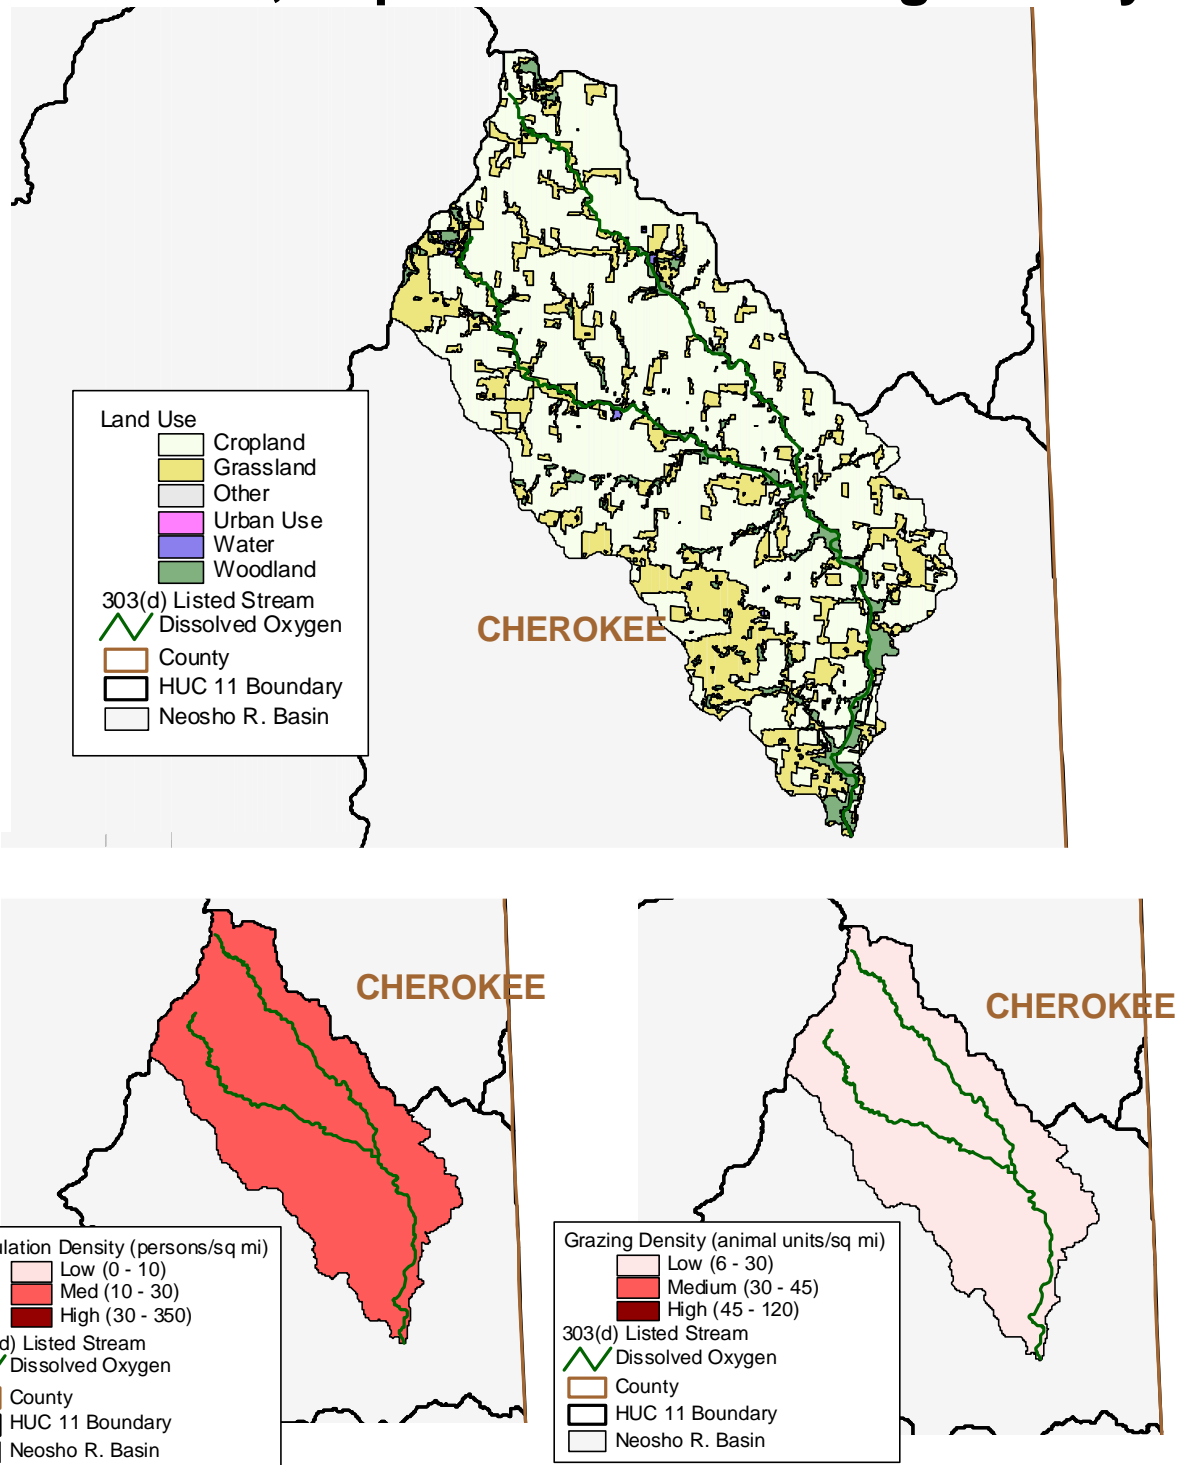 Land Use
Cropland
Grassland
Other
Urban Use
Water
Woodland
303(d) Listed Stream
Dissolved Oxygen
County
HUC 11 Boundary
Neosho R. Basin
CHEROKEE
CHEROKEE
Density (persons/sq mi)
Low (0 - 10)
Med (10 - 30)
High (30 - 350)
Listed Stream
Dissolved Oxygen
County
HUC 11 Boundary
Neosho R. Basin
CHEROKEE
Grazing Density (animal units/sq mi)
Low (6 - 30)
Medium (30 - 45)
High (45 - 120)
303(d) Listed Stream
Dissolved Oxygen
County
HUC 11 Boundary
Neosho R. Basin